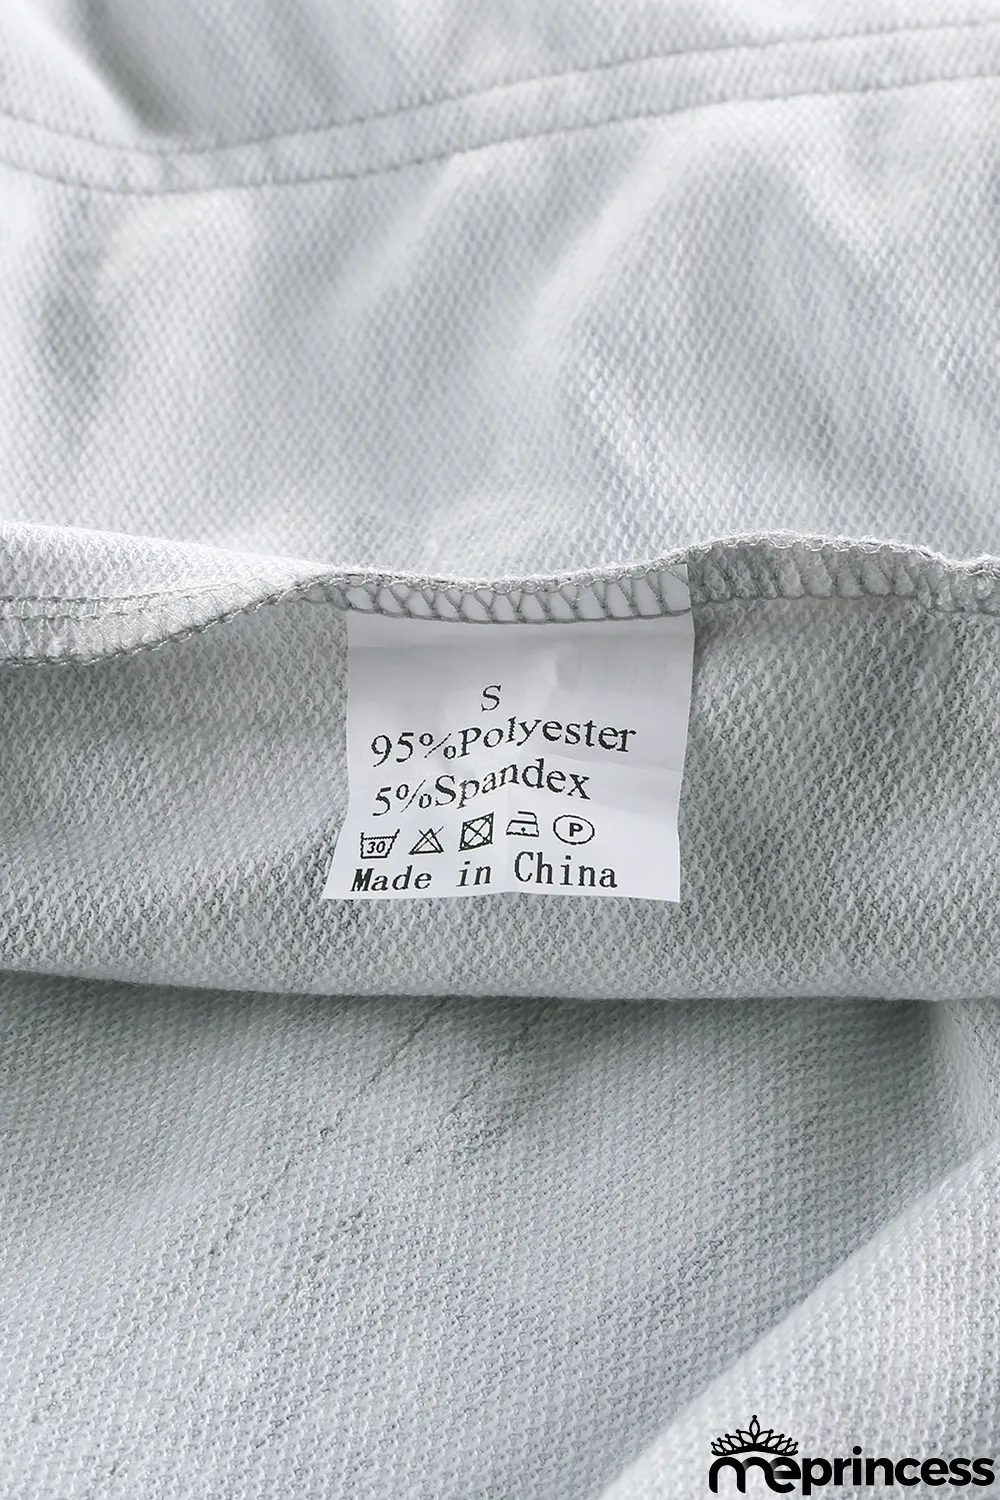 S
95%Polyester
5%Spandex
30 P
Made in China
meprincess